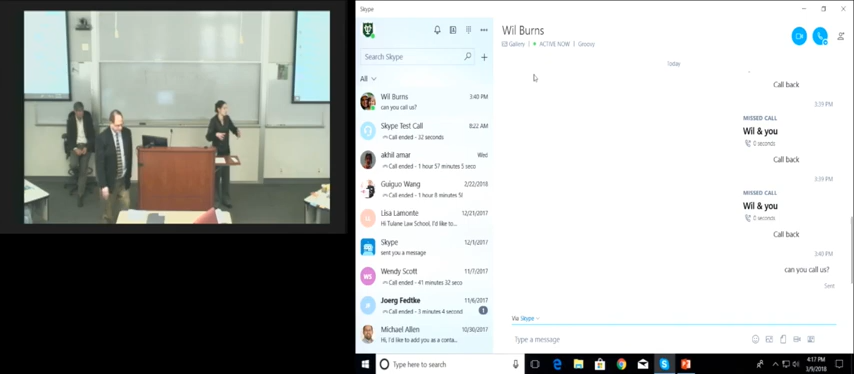 Skype
Search Skype
All
Wil Burns
3:40 PM
can you call us?
Skype Test Call
8:22 AM
Call ended - 32 seconds
akhil amar
Wed
Call ended - 1 hour 57 minutes 5 seco
Guiguo Wang
2/22/2018
Call ended - 1 hour 8 minutes 5(
Lisa Lamonte
12/21/2017
Hi Tulane Law School, I'd like to...
Skype
12/1/2017
sent you a message
WS
Wendy Scott
11/7/2017
Call ended - 41 minutes 32 seco
Joerg Fedtke
11/6/2017
Call ended - 3 minutes 4 second
1
Michael Allen
10/30/2017
Hi, I'd like to add you as a conta...
Wil Burns
Gallery
ACTIVE NOW
Groovy
Today
Call back
3:39 PM
MISSED CALL
Wil & you
0 seconds
Call back
3:39 PM
MISSED CALL
Wil & you
0 seconds
Call back
3:40 PM
can you call us?
Sent
Via Skype
Type a message
Type here to search
4:17 PM
3/9/2018